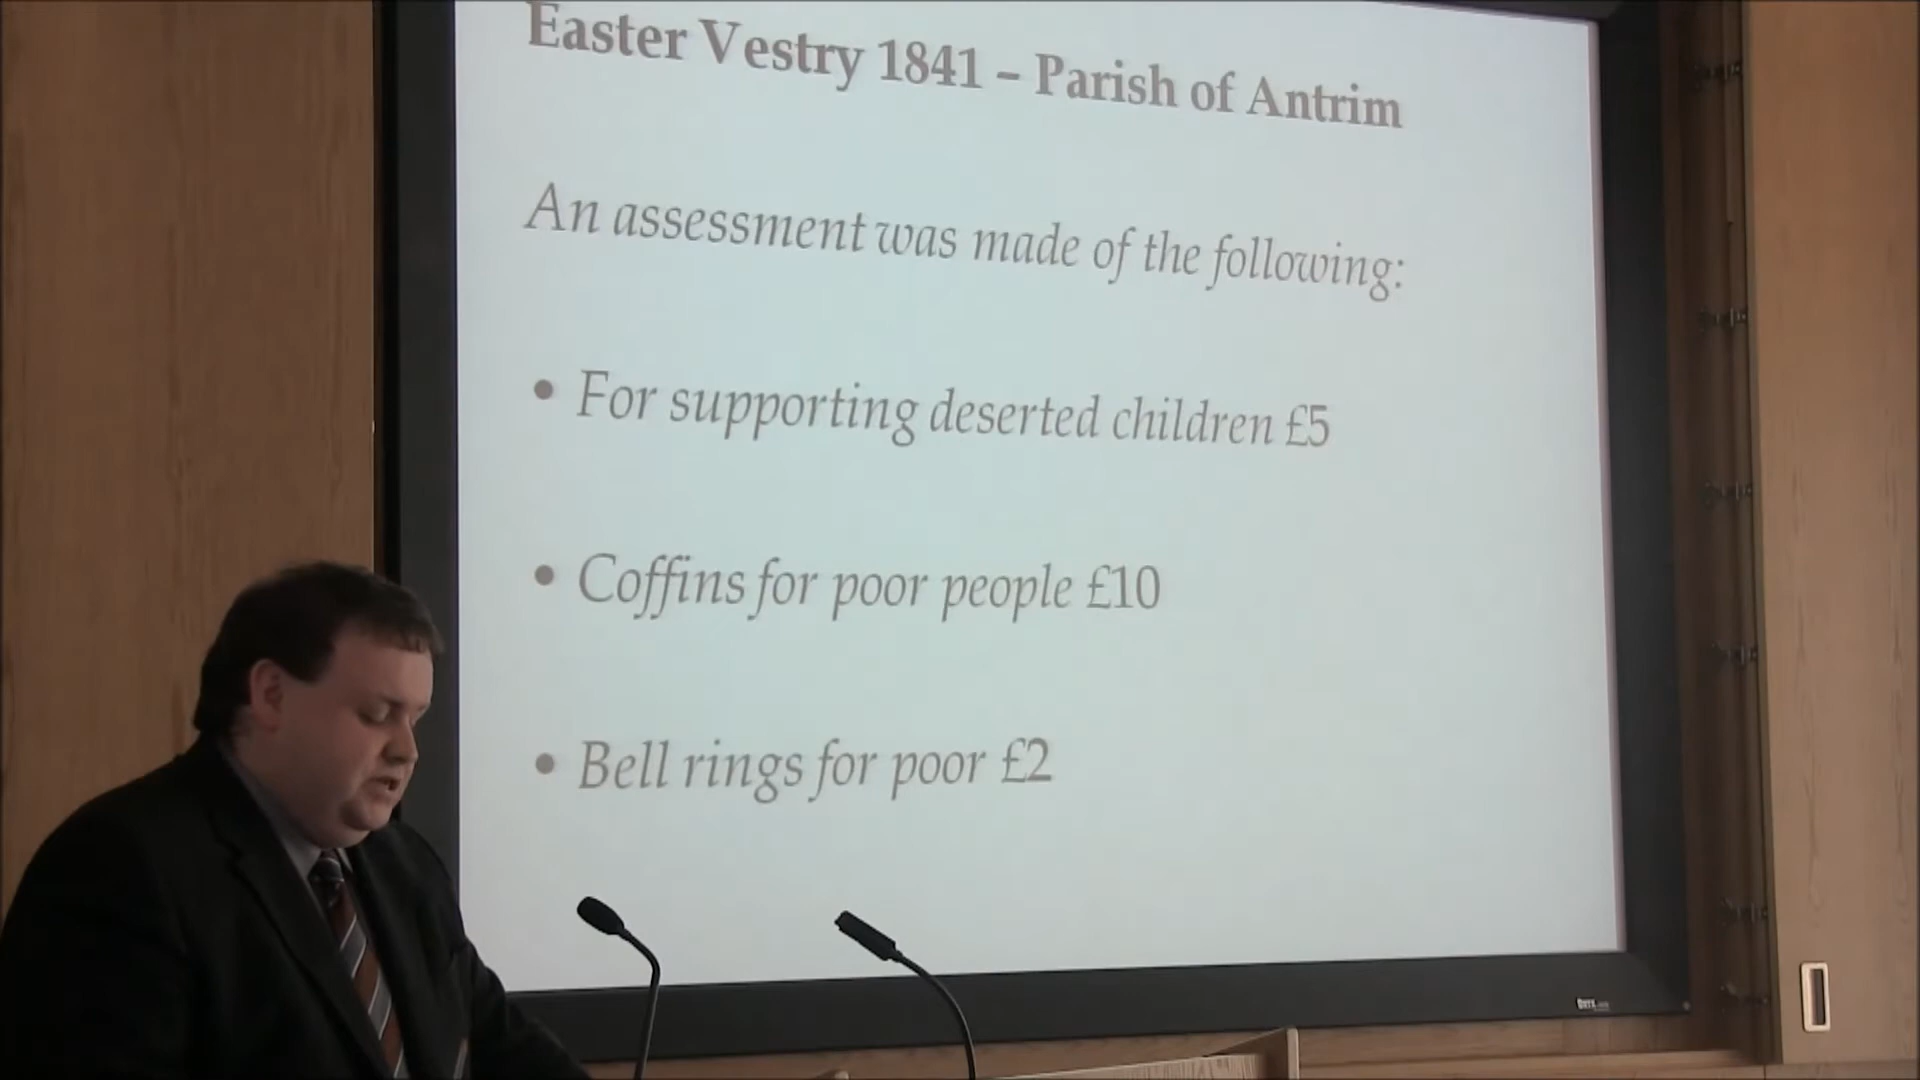 Easter Vestry 1841 – Parish of Antrim
An assessment was made of the following:
• For supporting deserted children £5
• Coffins for poor people £10
• Bell rings for poor £2